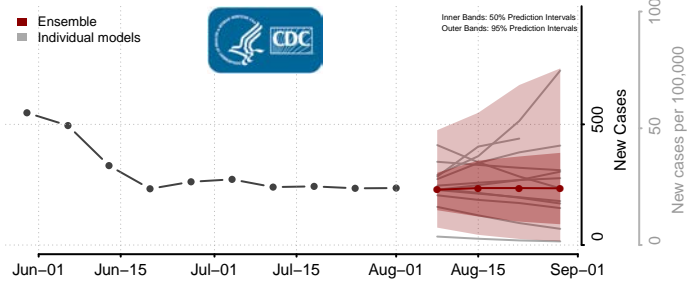 Ensemble
Individual models
CDC
Inner Bands: 50% Prediction Intervals
Outer Bands: 95% Prediction Intervals
0
500
New Cases
0
50
100
New cases per 100,000
Jun−01
Jun−15
Jul−01
Jul−15
Aug−01
Aug−15
Sep−01